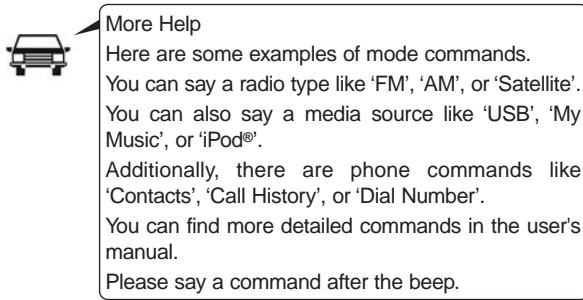 More Help
Here are some examples of mode commands.
You can say a radio type like ‘FM’, ‘AM’, or ‘Satellite’.
You can also say a media source like ‘USB’, ‘My
Music’, or ‘iPod®’.
Additionally, there are phone commands like
‘Contacts’, ‘Call History’, or ‘Dial Number’.
You can find more detailed commands in the user's
manual.
Please say a command after the beep.